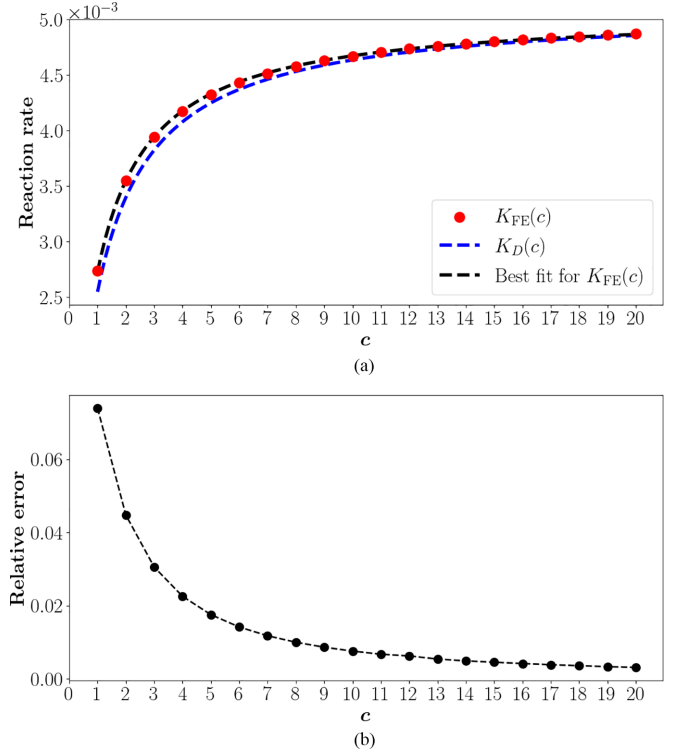 5.0 ×10⁻³
4.5
4.0
3.5
3.0
2.5
Reaction rate
K_FE(c)
K_D(c)
Best fit for K_FE(c)
0 1 2 3 4 5 6 7 8 9 10 11 12 13 14 15 16 17 18 19 20
c
(a)
0.06
0.04
0.02
0.00
Relative error
0 1 2 3 4 5 6 7 8 9 10 11 12 13 14 15 16 17 18 19 20
c
(b)